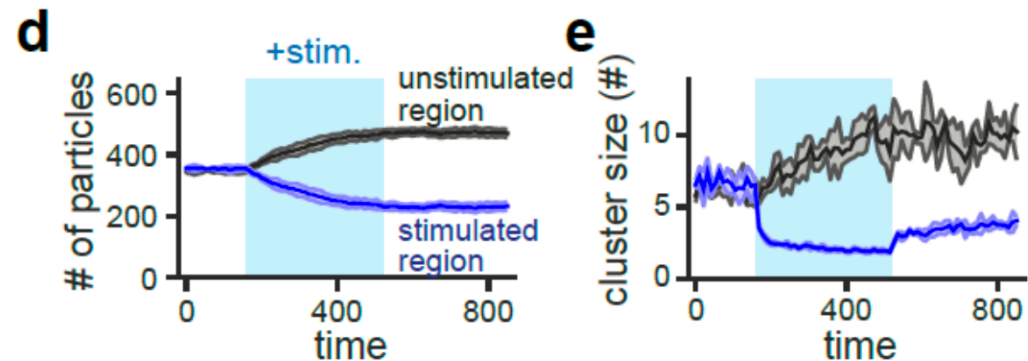 d
+stim.
# of particles
600
400
200
0
unstimulated
region
stimulated
region
0
400
800
time
e
cluster size (#)
10
5
0
0
400
800
time